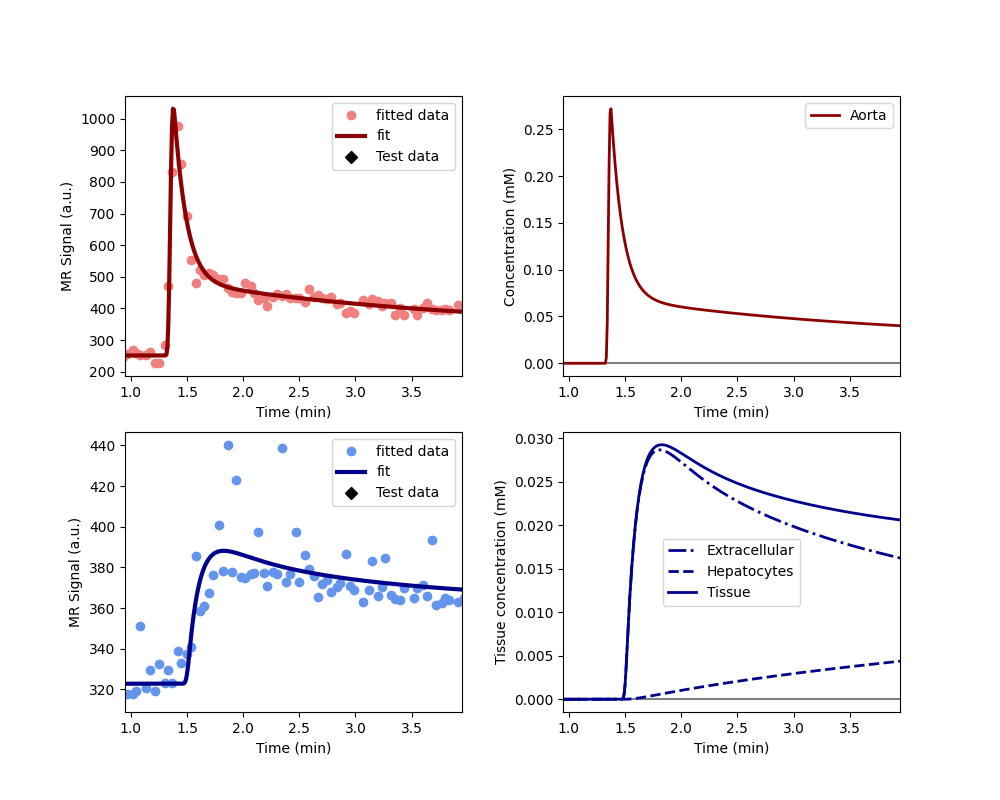 fitted data
fit
Test data
MR Signal (a.u.)
1000
900
800
700
600
500
400
300
200
1.0 1.5 2.0 2.5 3.0 3.5
Time (min)
Aorta
Concentration (mM)
0.25
0.20
0.15
0.10
0.05
0.00
1.0 1.5 2.0 2.5 3.0 3.5
Time (min)
fitted data
fit
Test data
MR Signal (a.u.)
440
420
400
380
360
340
320
1.0 1.5 2.0 2.5 3.0 3.5
Time (min)
Extracellular
Hepatocytes
Tissue
Tissue concentration (mM)
0.030
0.025
0.020
0.015
0.010
0.005
0.000
1.0 1.5 2.0 2.5 3.0 3.5
Time (min)